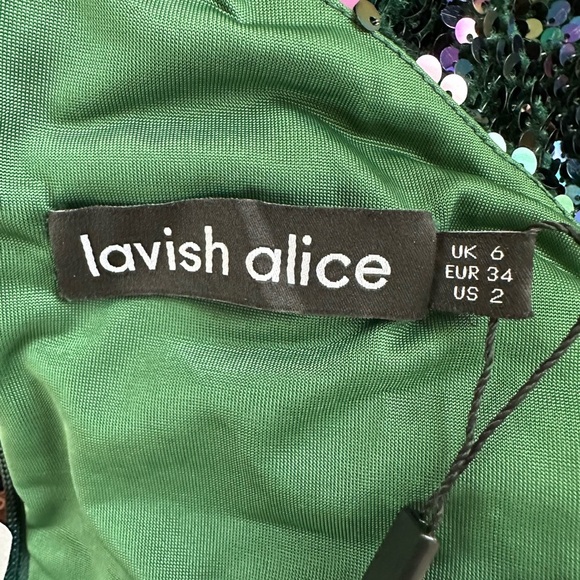 lavish alice
UK 6
EUR 34
US 2